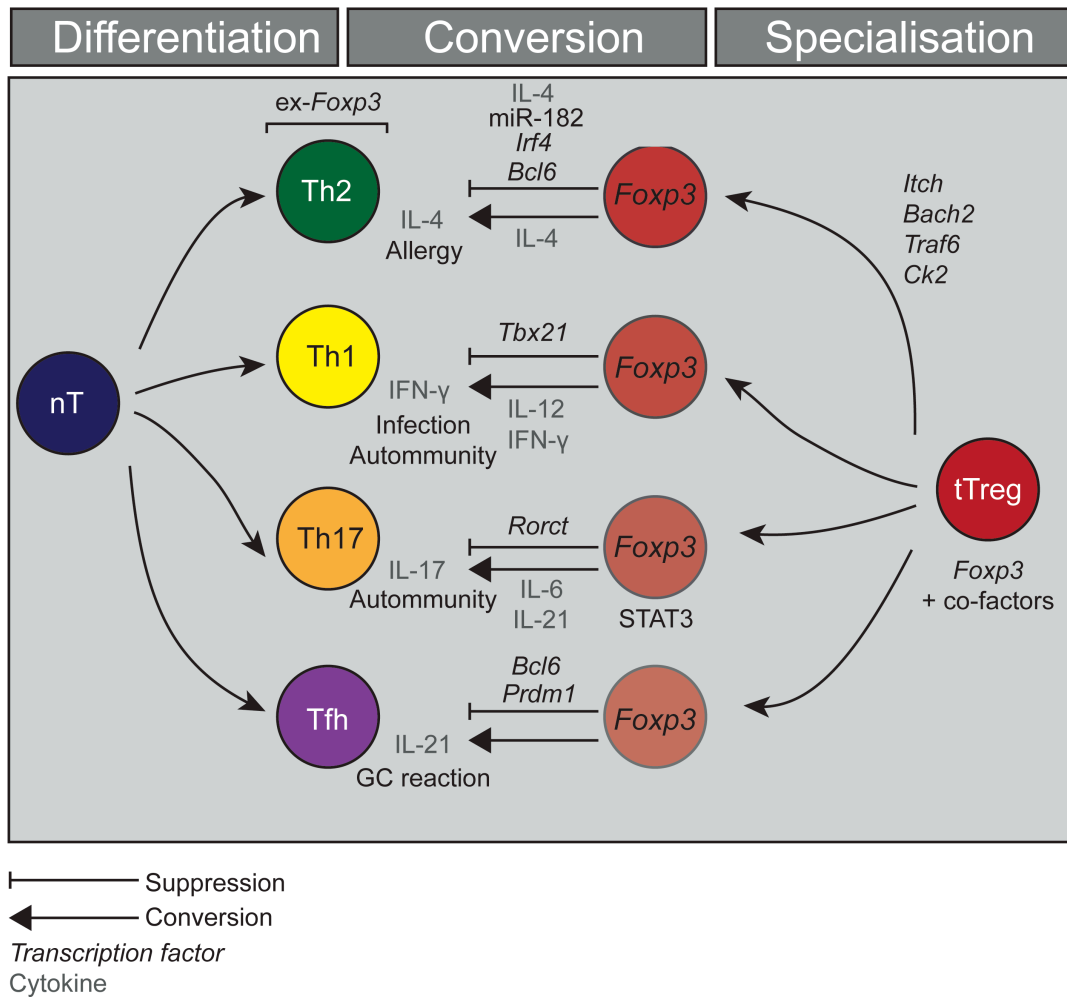 Differentiation
Conversion
Specialisation
ex-Foxp3
Th2
IL-4
Allergy
IL-4
miR-182
Irf4
Bcl6
IL-4
Foxp3
Itch
Bach2
Traf6
Ck2
nT
Th1
IFN-γ
Infection
Autommunity
Tbx21
IL-12
IFN-γ
Foxp3
Th17
IL-17
Autommunity
Rorct
IL-6
IL-21
Foxp3
STAT3
tTreg
Foxp3
+ co-factors
Tfh
IL-21
GC reaction
Bcl6
Prdm1
Foxp3
Suppression
Conversion
Transcription factor
Cytokine